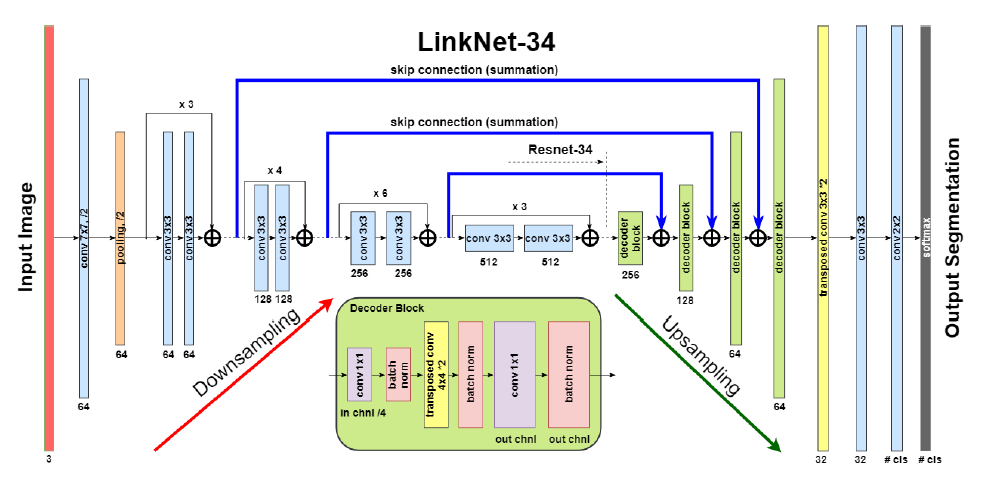 LinkNet-34
skip connection (summation)
x 3
skip connection (summation)
Resnet-34
x 4
x 6
x 3
Input Image
conv 7x7, /2
pooling, /2
conv 3x3
conv 3x3
conv 3x3
conv 3x3
conv 3x3
conv 3x3
conv 3x3
conv 3x3
decoder
block
decoder block
decoder block
decoder block
transposed conv 3x3 *2
conv 3x3
conv 2x2
softmax
Output Segmentation
512
512
256
256
256
128
128
128
64
64
64
64
64
64
3
32
32
# cls
# cls
Downsampling
Upsampling
Decoder Block
conv 1x1
batch
norm
transposed conv
4x4 *2
batch norm
conv 1x1
batch norm
in chnl /4
out chnl
out chnl